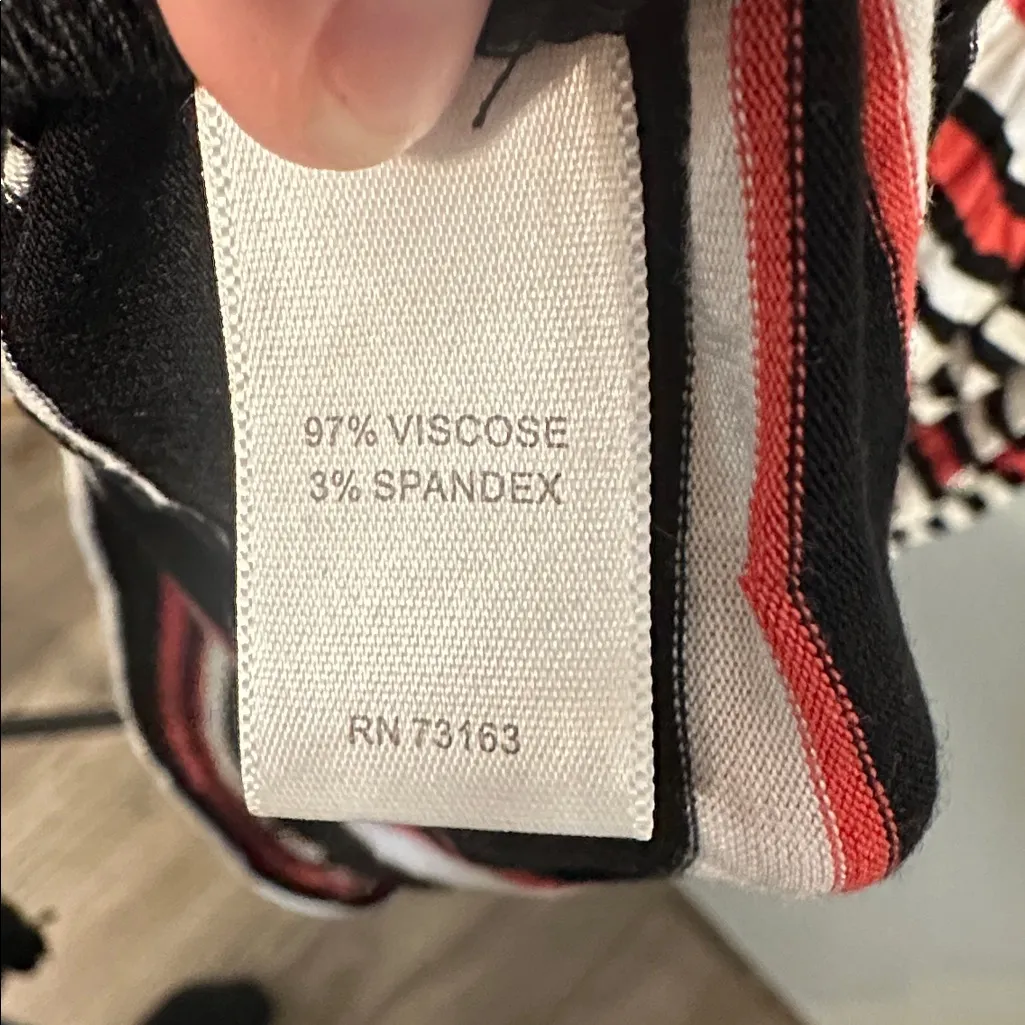 97% VISCOSE
3% SPANDEX
RN 73163